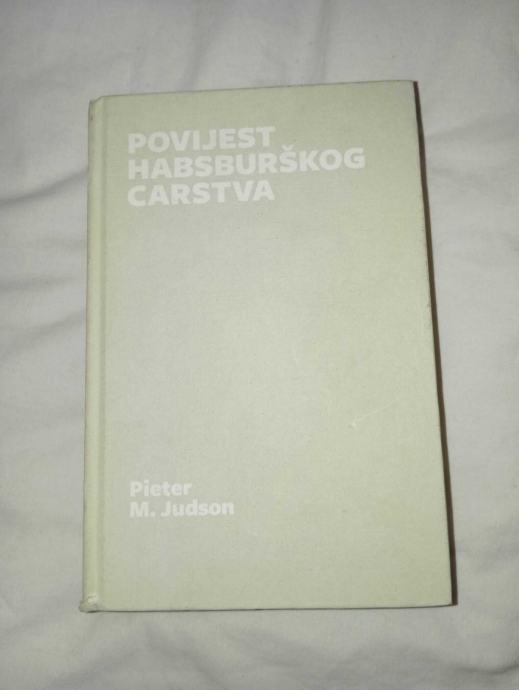 POVIJEST
HABSBURŠKOG
CARSTVA
Pieter
M. Judson